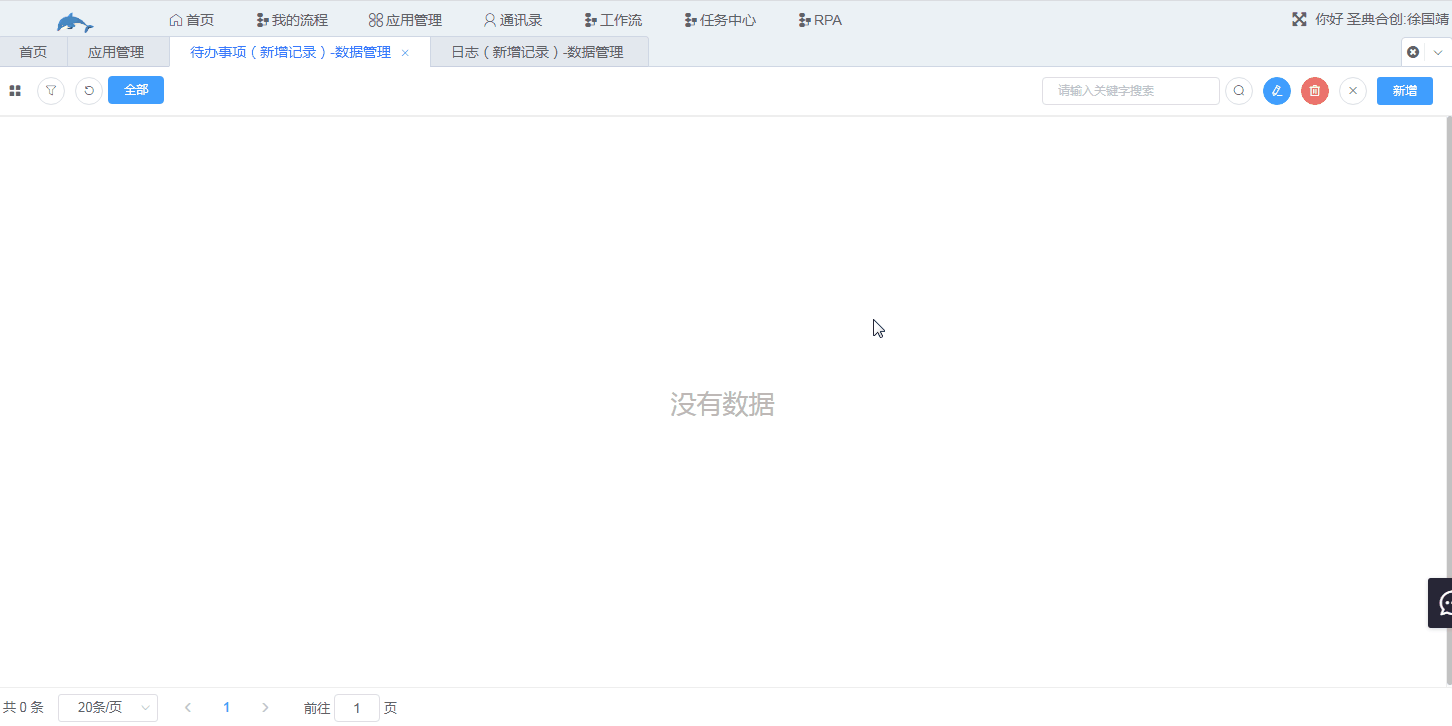 首页 我的流程 应用管理 通讯录 工作流 任务中心 RPA 你好 圣典合创:徐国靖
首页 应用管理 待办事项（新增记录）-数据管理 日志（新增记录）-数据管理
全部 请输入关键字搜索 新增
没有数据
共 0 条 20条/页 1 前往 1 页